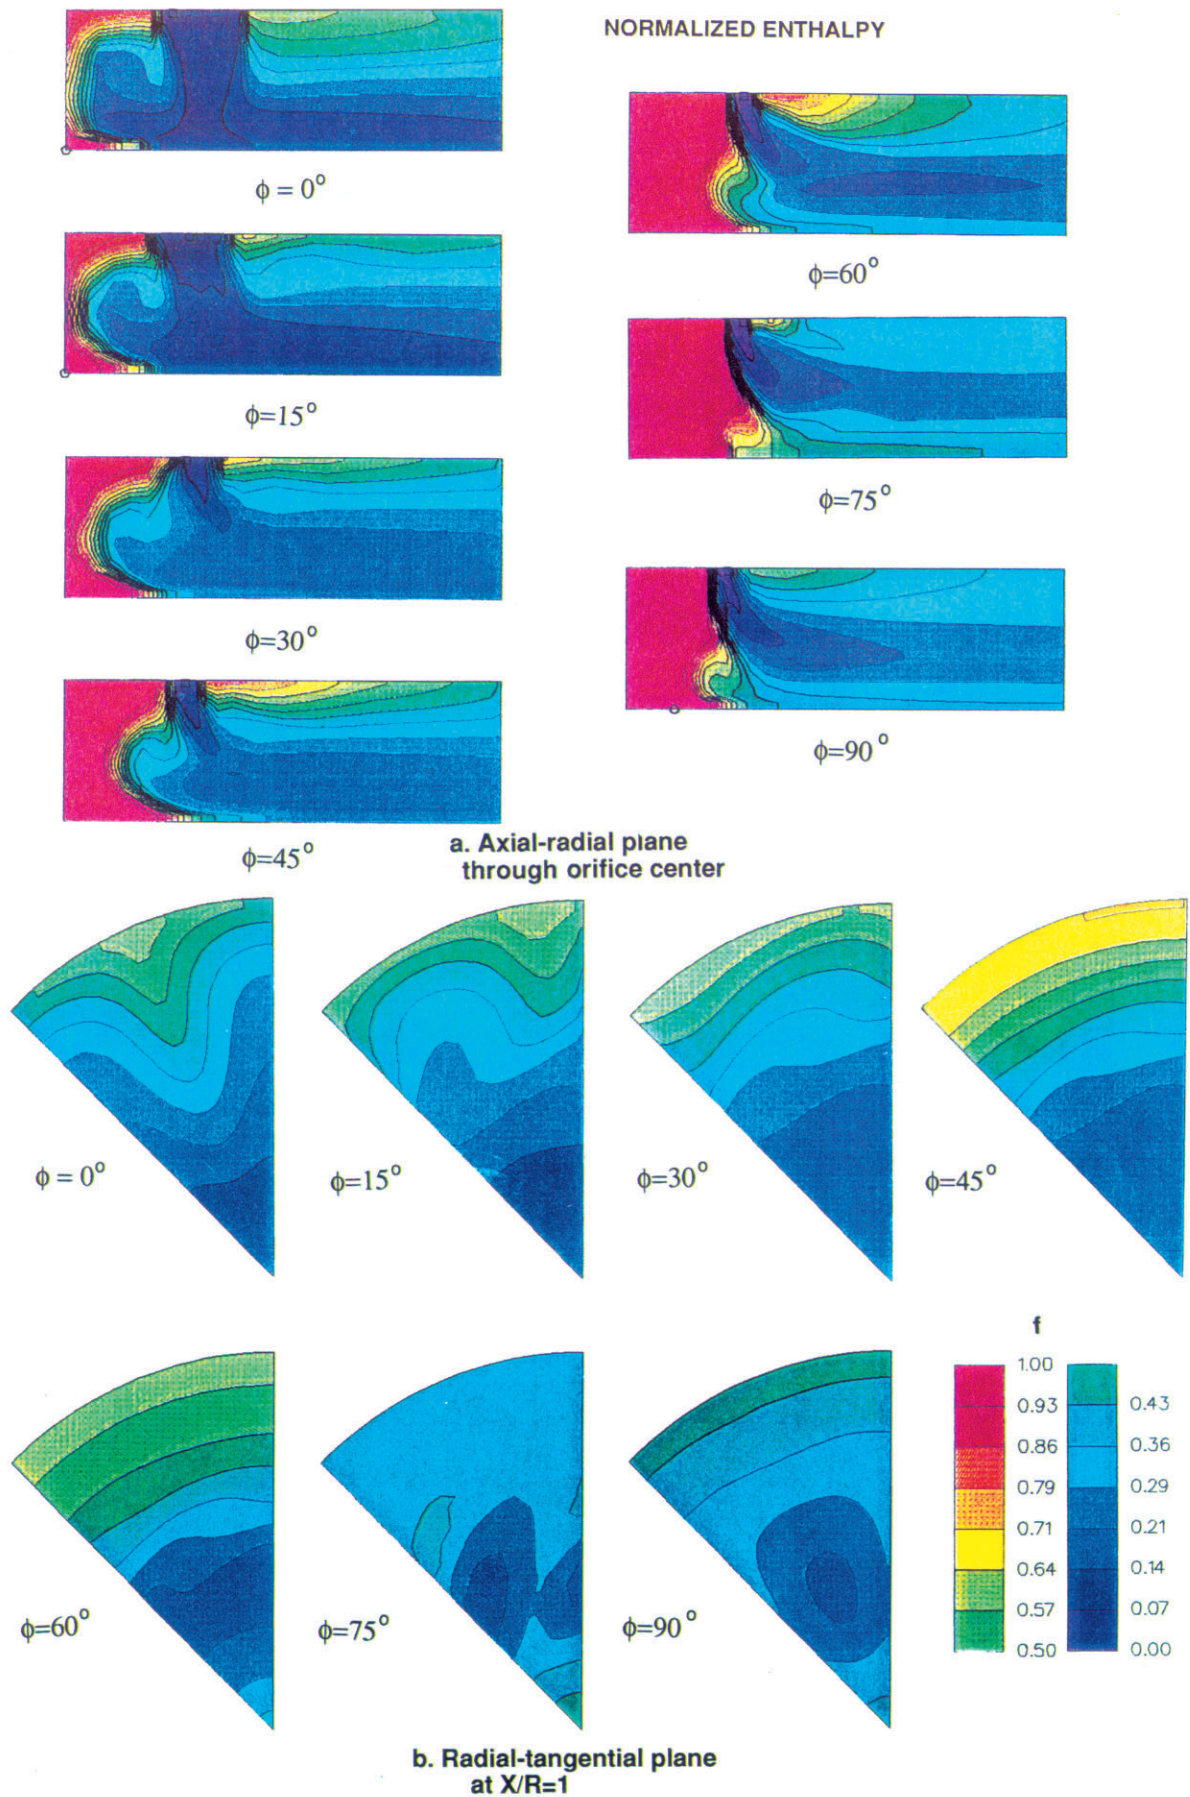 NORMALIZED ENTHALPY
ϕ = 0°
ϕ=15°
ϕ=30°
ϕ=45°
ϕ=60°
ϕ=75°
ϕ=90°
a. Axial-radial plane
through orifice center
ϕ = 0°
ϕ=15°
ϕ=30°
ϕ=45°
ϕ=60°
ϕ=75°
ϕ=90°
f
1.00
0.93
0.86
0.79
0.71
0.64
0.57
0.50
0.43
0.36
0.29
0.21
0.14
0.07
0.00
b. Radial-tangential plane
at X/R=1